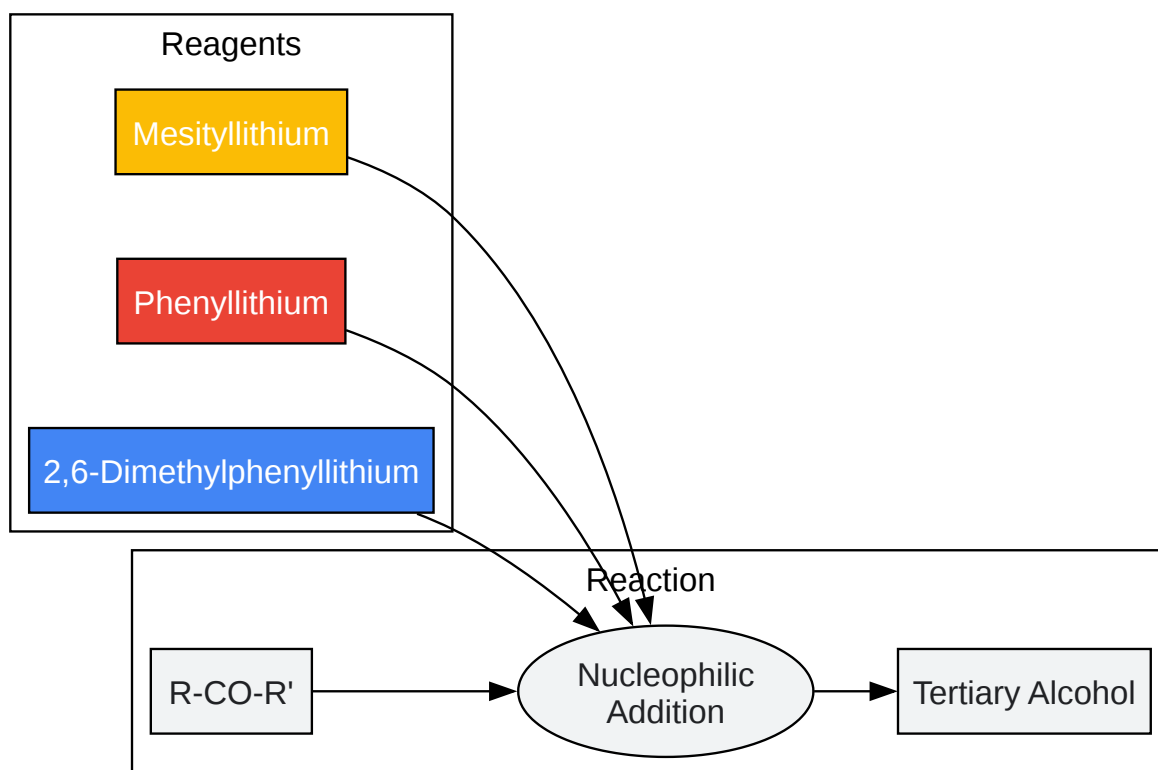 Reagents
Mesityllithium
Phenyllithium
2,6-Dimethylphenyllithium
Reaction
R-CO-R'
Nucleophilic
Addition
Tertiary Alcohol